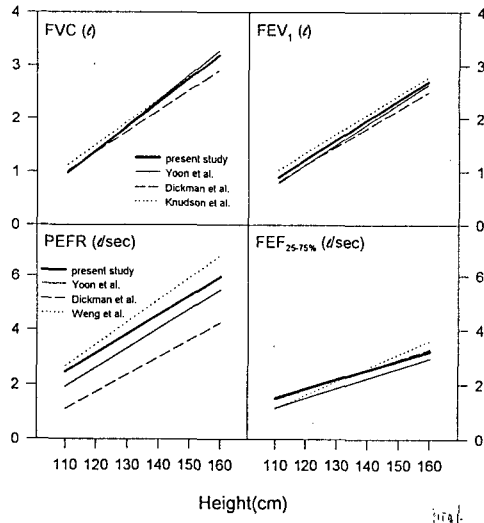 FVC (ℓ)
FEV₁ (ℓ)
4
3
2
1
0
present study
Yoon et al.
Dickman et al.
Knudson et al.
4
3
2
1
0
PEFR (ℓ/sec)
FEF₂₅₋₇₅% (ℓ/sec)
present study
Yoon et al.
Dickman et al.
Weng et al.
6
4
2
0
6
4
2
0
110 120 130 140 150 160
110 120 130 140 150 160
Height(cm)